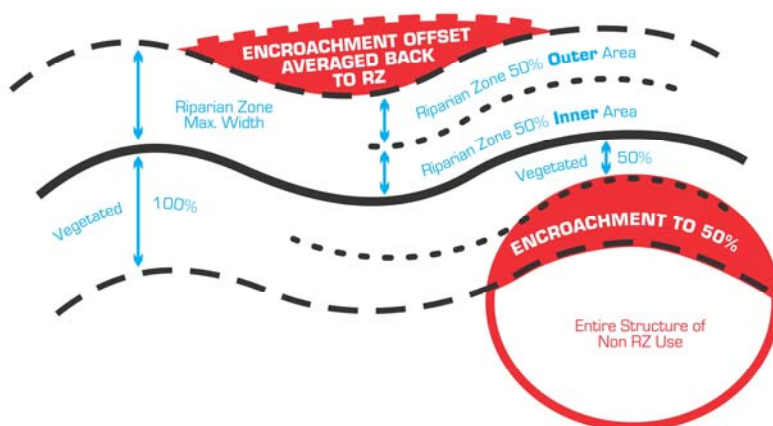 ENCROACHMENT OFFSET
AVERAGED BACK
TO RZ
Riparian Zone
Max. Width
Riparian Zone 50% Outer Area
Riparian Zone 50% Inner Area
Vegetated 50%
Vegetated 100%
ENCROACHMENT TO 50%
Entire Structure of
Non RZ Use